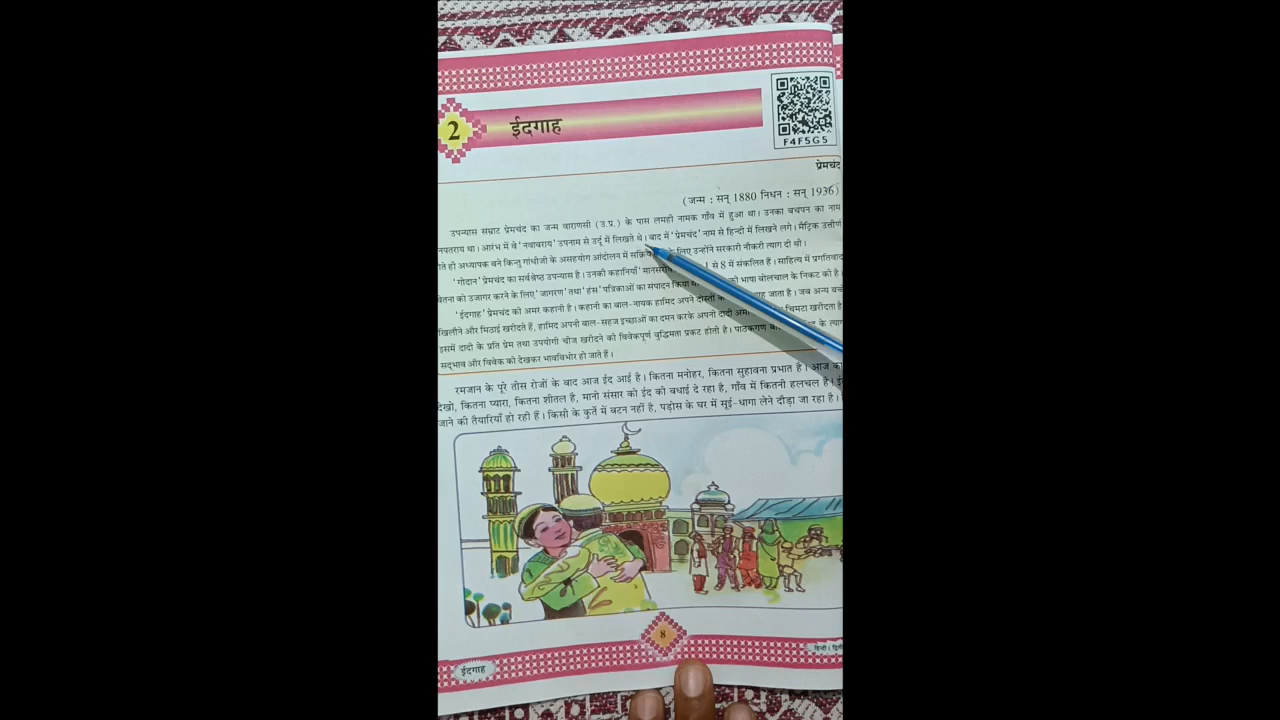 2
ईदगाह
F4F5G5
प्रेमचंद
(जन्म : सन् 1880 निधन : सन् 1936)
उपन्यास सम्राट प्रेमचंद का जन्म वाराणसी (उ.प्र.) के पास लमही नामक गाँव में हुआ था। उनका बचपन का नाम
नपतराय था। आरंभ में वे 'नवाबराय' उपनाम से उर्दू में लिखते थे। बाद में 'प्रेमचंद' नाम से हिन्दी में लिखने लगे। मैट्रिक उत्तीर्ण
ते ही अध्यापक बने किन्तु गांधीजी के असहयोग आंदोलन में सक्रिय के लिए उन्होंने सरकारी नौकरी त्याग दी थी।
'गोदान' प्रेमचंद का सर्वश्रेष्ठ उपन्यास है। उनकी कहानियाँ 'मानसरो 1 से 8 में संकलित हैं। साहित्य में प्रगतिवाद
चेतना को उजागर करने के लिए 'जागरण' तथा 'हंस' पत्रिकाओं का संपादन किया की भाषा बोलचाल के निकट की है।
'ईदगाह' प्रेमचंद की अमर कहानी है। कहानी का बाल-नायक हामिद अपने दोस्तों के जाता है। जब अन्य बच्चे
खिलौने और मिठाई खरीदते हैं, हामिद अपनी बाल-सहज इच्छाओं का दमन करके अपनी दादी चिमटा खरीदता है
इसमें दादी के प्रति प्रेम तथा उपयोगी चीज खरीदने की विवेकपूर्ण बुद्धिमता प्रकट होती है। पाठकगण के त्याग
सद्‌भाव और विवेक को देखकर भावविभोर हो जाते हैं।
रमजान के पूरे तीस रोजों के बाद आज ईद आई है। कितना मनोहर, कितना सुहावना प्रभात है। आज का
देखो, कितना प्यारा, कितना शीतल है, मानो संसार को ईद की बधाई दे रहा है, गाँव में कितनी हलचल है।
जाने की तैयारियाँ हो रही हैं। किसी के कुर्ते में बटन नहीं है, पड़ोस के घर में सूई-धागा लेने दौड़ा जा रहा है।
8
ईदगाह
हिन्दी